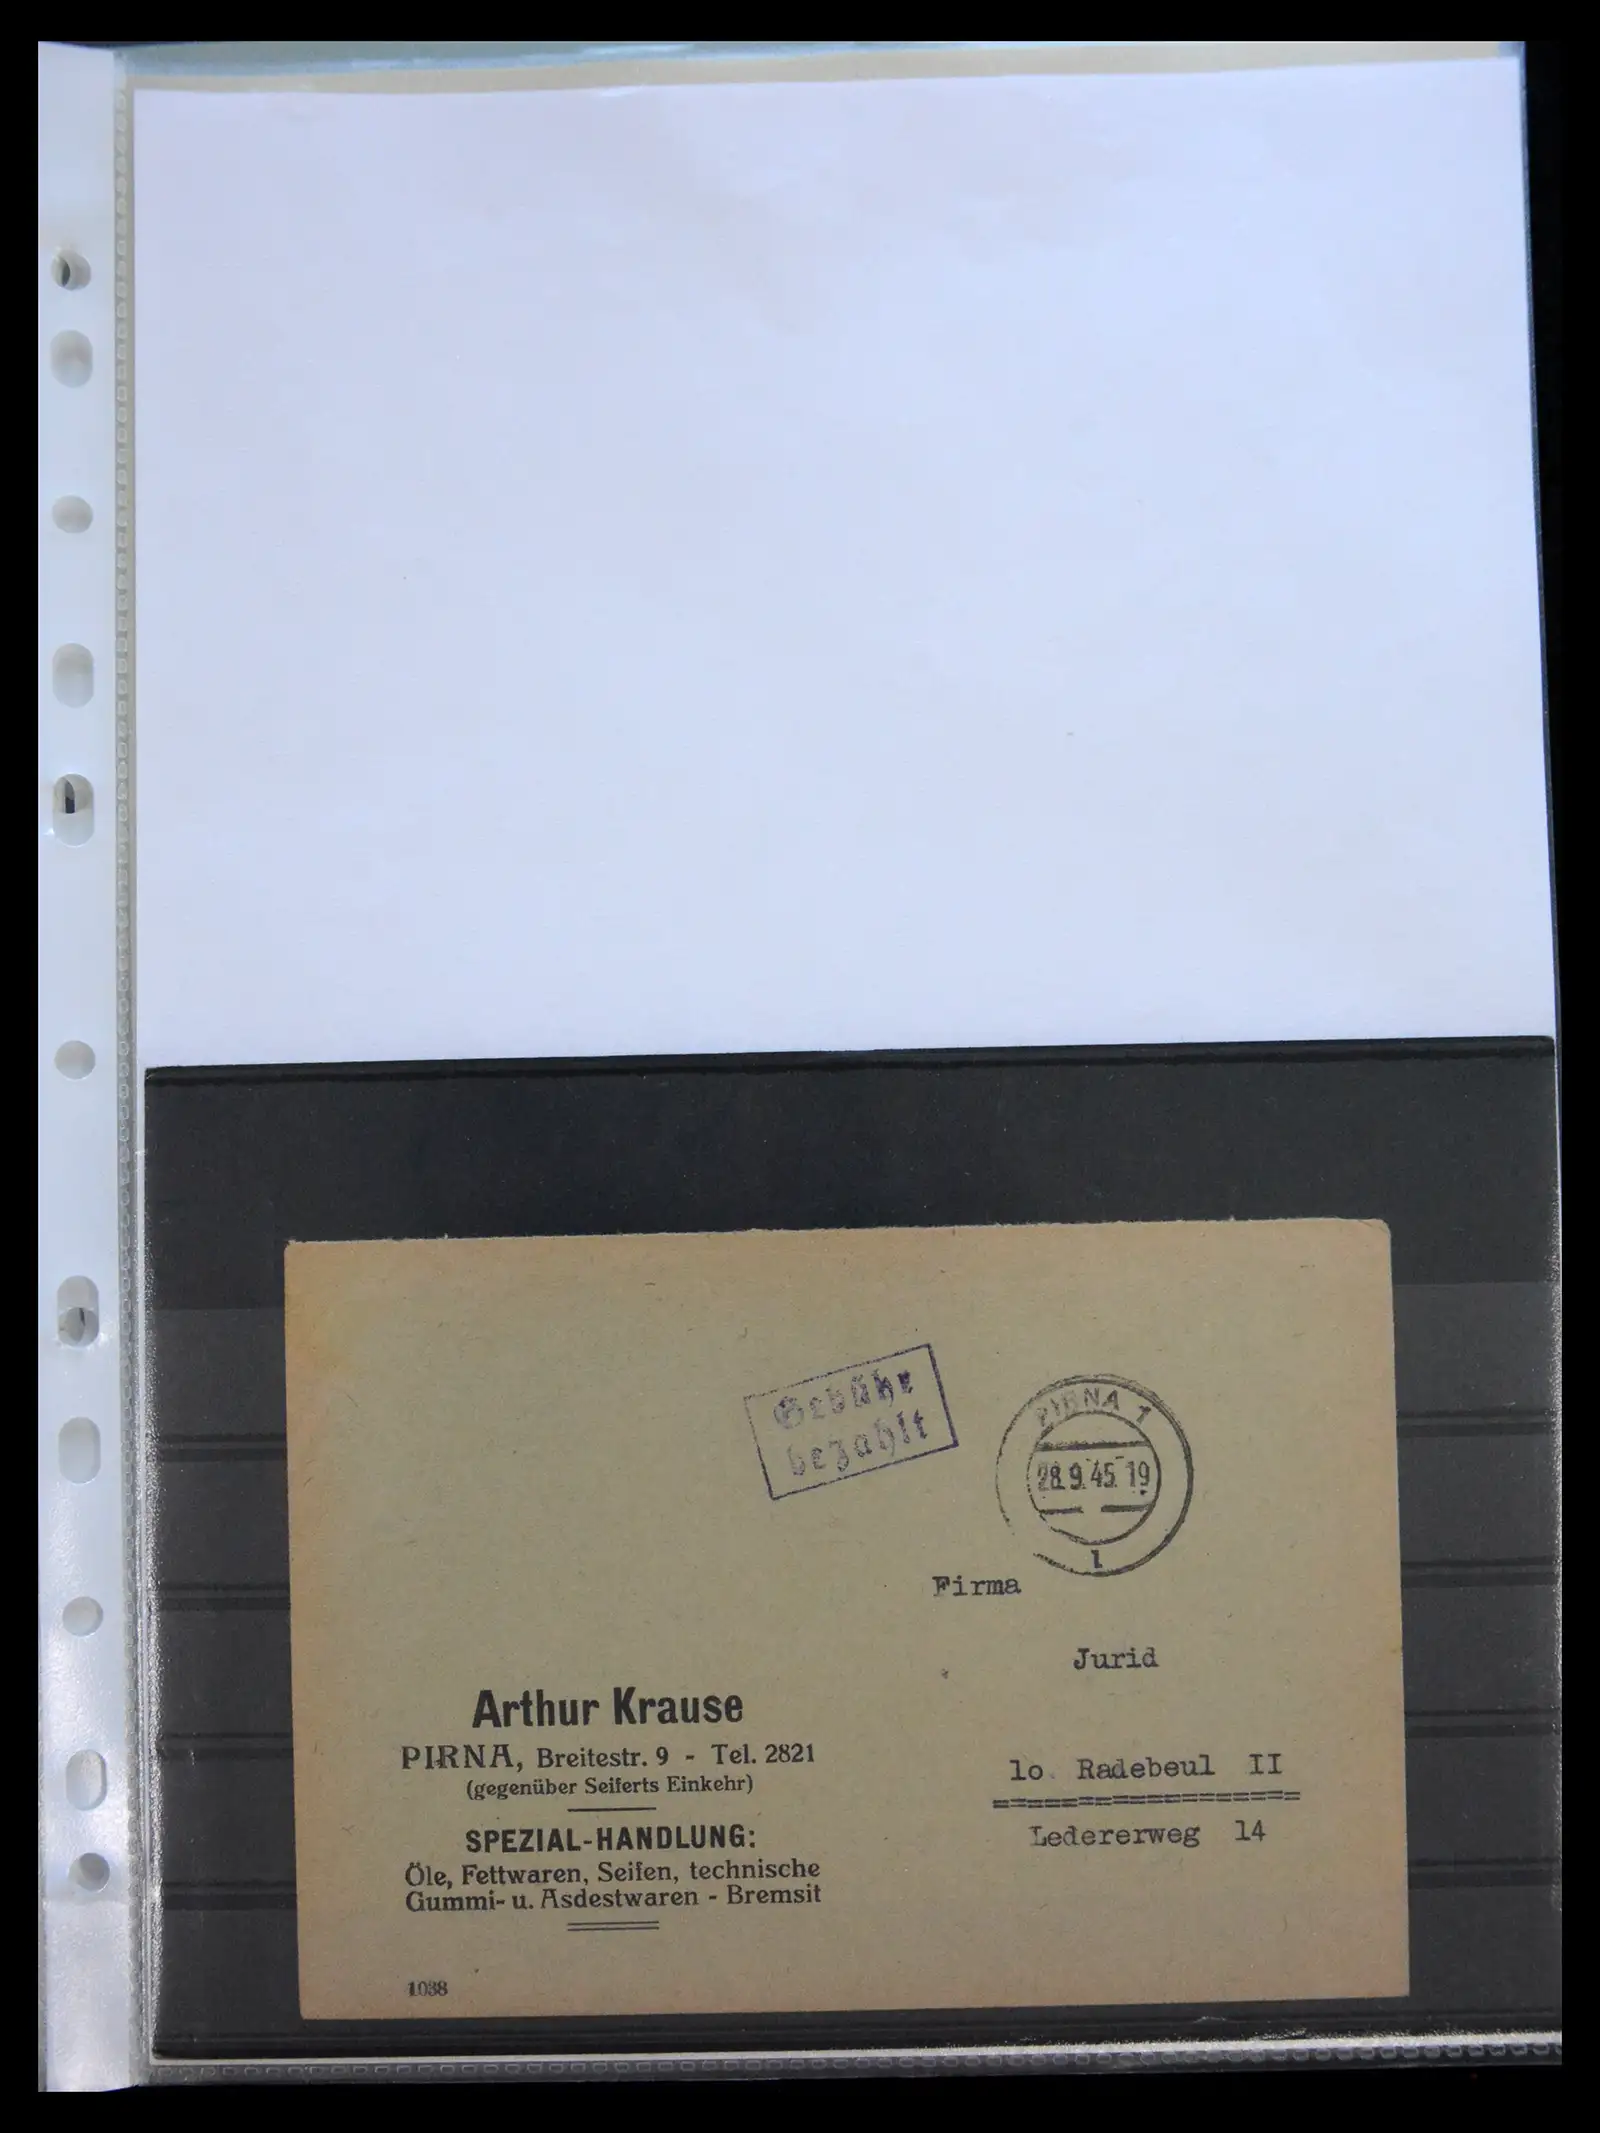 Gebühr
bezahlt
PIRNA 1
28.9.45.19
1
Firma
Jurid
lo. Radebeul II
==================
Ledererweg 14
Arthur Krause
PIRNA, Breitestr. 9 - Tel. 2821
(gegenüber Seiferts Einkehr)
SPEZIAL-HANDLUNG:
Öle, Fettwaren, Seifen, technische
Gummi- u. Asdestwaren - Bremsit
1038